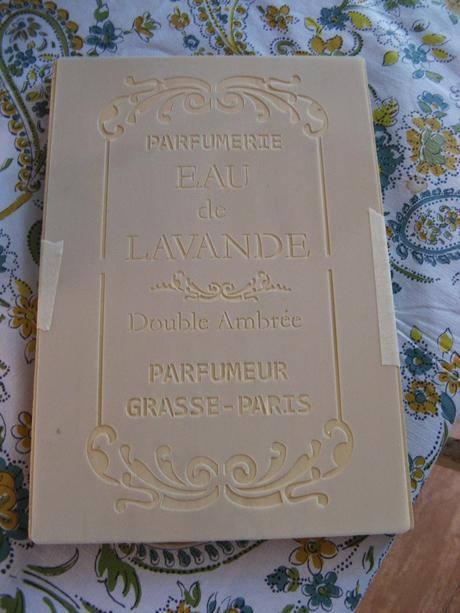 PARFUMERIE
EAU
de
LAVANDE
Double Ambrée
PARFUMEUR
GRASSE-PARIS